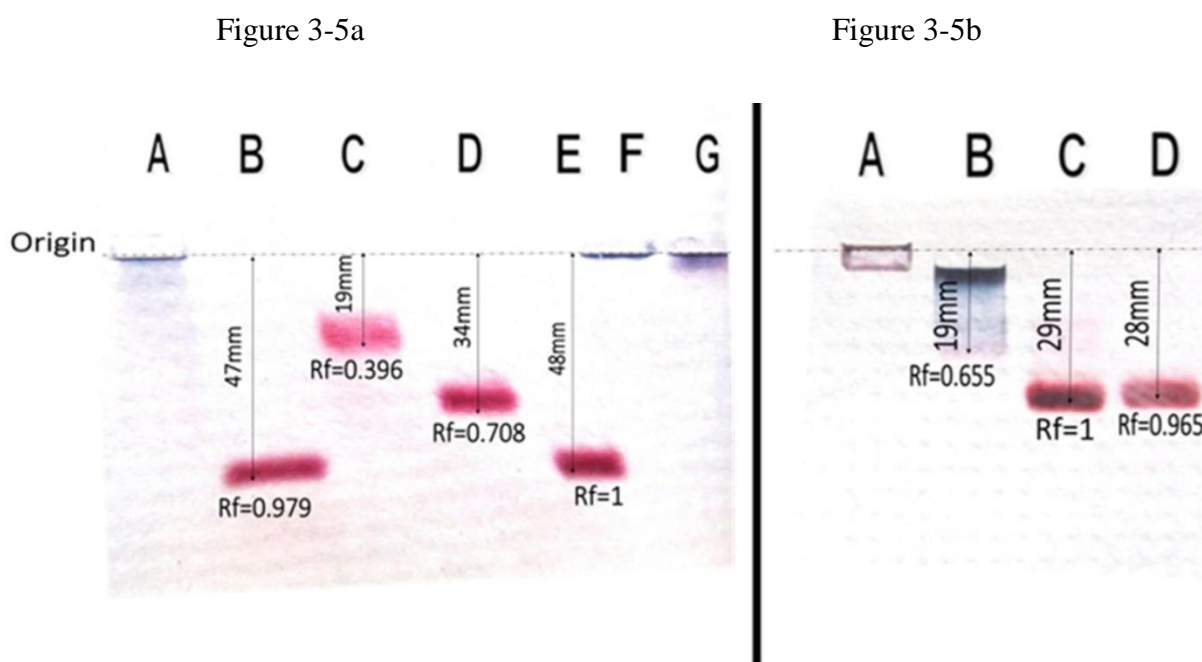 Figure 3-5a
Figure 3-5b
A B C D E F G
A B C D
Origin
47mm
19mm
34mm
48mm
Rf=0.979
Rf=0.396
Rf=0.708
Rf=1
19mm
29mm
28mm
Rf=0.655
Rf=1
Rf=0.965